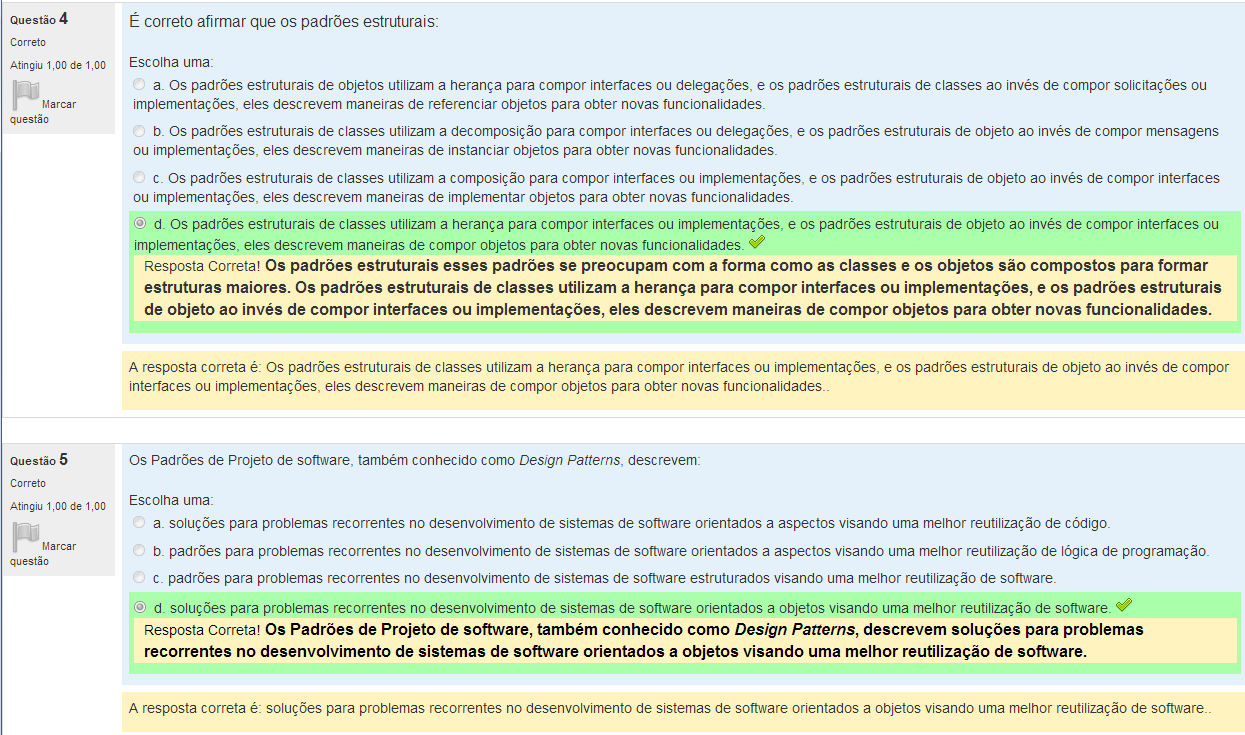 Questão 4
Correto
Atingiu 1,00 de 1,00
Marcar
questão
É correto afirmar que os padrões estruturais:
Escolha uma:
a. Os padrões estruturais de objetos utilizam a herança para compor interfaces ou delegações, e os padrões estruturais de classes ao invés de compor solicitações ou
implementações, eles descrevem maneiras de referenciar objetos para obter novas funcionalidades.
b. Os padrões estruturais de classes utilizam a decomposição para compor interfaces ou delegações, e os padrões estruturais de objeto ao invés de compor mensagens
ou implementações, eles descrevem maneiras de instanciar objetos para obter novas funcionalidades.
c. Os padrões estruturais de classes utilizam a composição para compor interfaces ou implementações, e os padrões estruturais de objeto ao invés de compor interfaces
ou implementações, eles descrevem maneiras de implementar objetos para obter novas funcionalidades.
d. Os padrões estruturais de classes utilizam a herança para compor interfaces ou implementações, e os padrões estruturais de objeto ao invés de compor interfaces ou
implementações, eles descrevem maneiras de compor objetos para obter novas funcionalidades.
Resposta Correta! Os padrões estruturais esses padrões se preocupam com a forma como as classes e os objetos são compostos para formar
estruturas maiores. Os padrões estruturais de classes utilizam a herança para compor interfaces ou implementações, e os padrões estruturais
de objeto ao invés de compor interfaces ou implementações, eles descrevem maneiras de compor objetos para obter novas funcionalidades.
A resposta correta é: Os padrões estruturais de classes utilizam a herança para compor interfaces ou implementações, e os padrões estruturais de objeto ao invés de compor
interfaces ou implementações, eles descrevem maneiras de compor objetos para obter novas funcionalidades..
Questão 5
Correto
Atingiu 1,00 de 1,00
Marcar
questão
Os Padrões de Projeto de software, também conhecido como Design Patterns, descrevem:
Escolha uma:
a. soluções para problemas recorrentes no desenvolvimento de sistemas de software orientados a aspectos visando uma melhor reutilização de código.
b. padrões para problemas recorrentes no desenvolvimento de sistemas de software orientados a aspectos visando uma melhor reutilização de lógica de programação.
c. padrões para problemas recorrentes no desenvolvimento de sistemas de software estruturados visando uma melhor reutilização de software.
d. soluções para problemas recorrentes no desenvolvimento de sistemas de software orientados a objetos visando uma melhor reutilização de software.
Resposta Correta! Os Padrões de Projeto de software, também conhecido como Design Patterns, descrevem soluções para problemas
recorrentes no desenvolvimento de sistemas de software orientados a objetos visando uma melhor reutilização de software.
A resposta correta é: soluções para problemas recorrentes no desenvolvimento de sistemas de software orientados a objetos visando uma melhor reutilização de software..